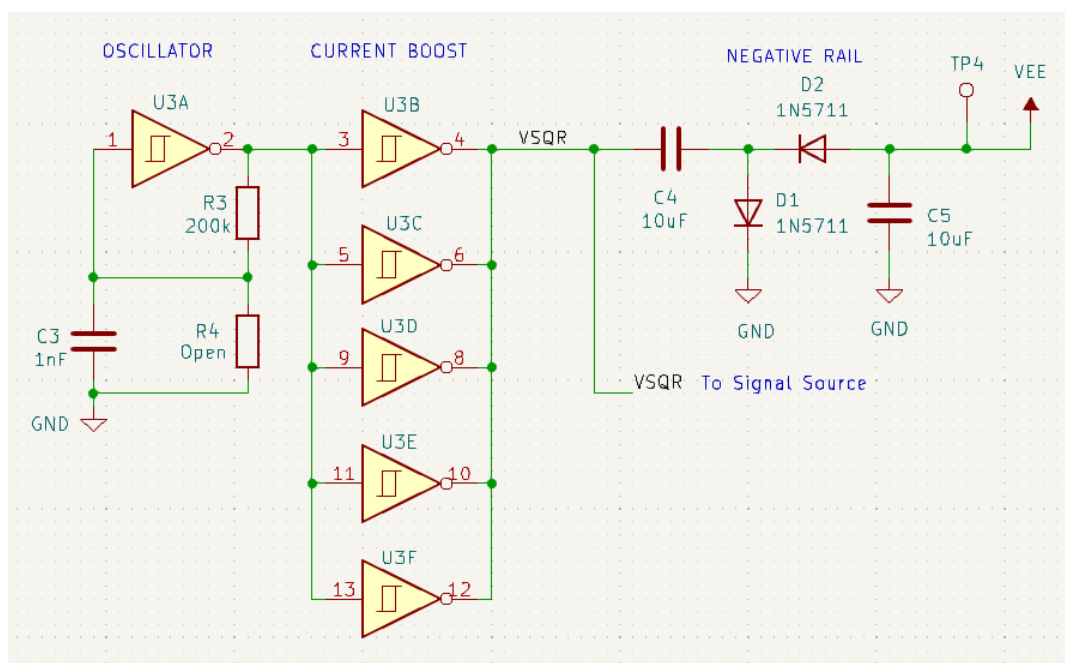 OSCILLATOR
CURRENT BOOST
NEGATIVE RAIL
U3A
1
2
R3
200k
C3
1nF
R4
Open
GND
U3B
3
4
U3C
5
6
U3D
9
8
U3E
11
10
U3F
13
12
VSQR
VSQR To Signal Source
C4
10uF
D2
1N5711
D1
1N5711
GND
C5
10uF
GND
TP4
VEE